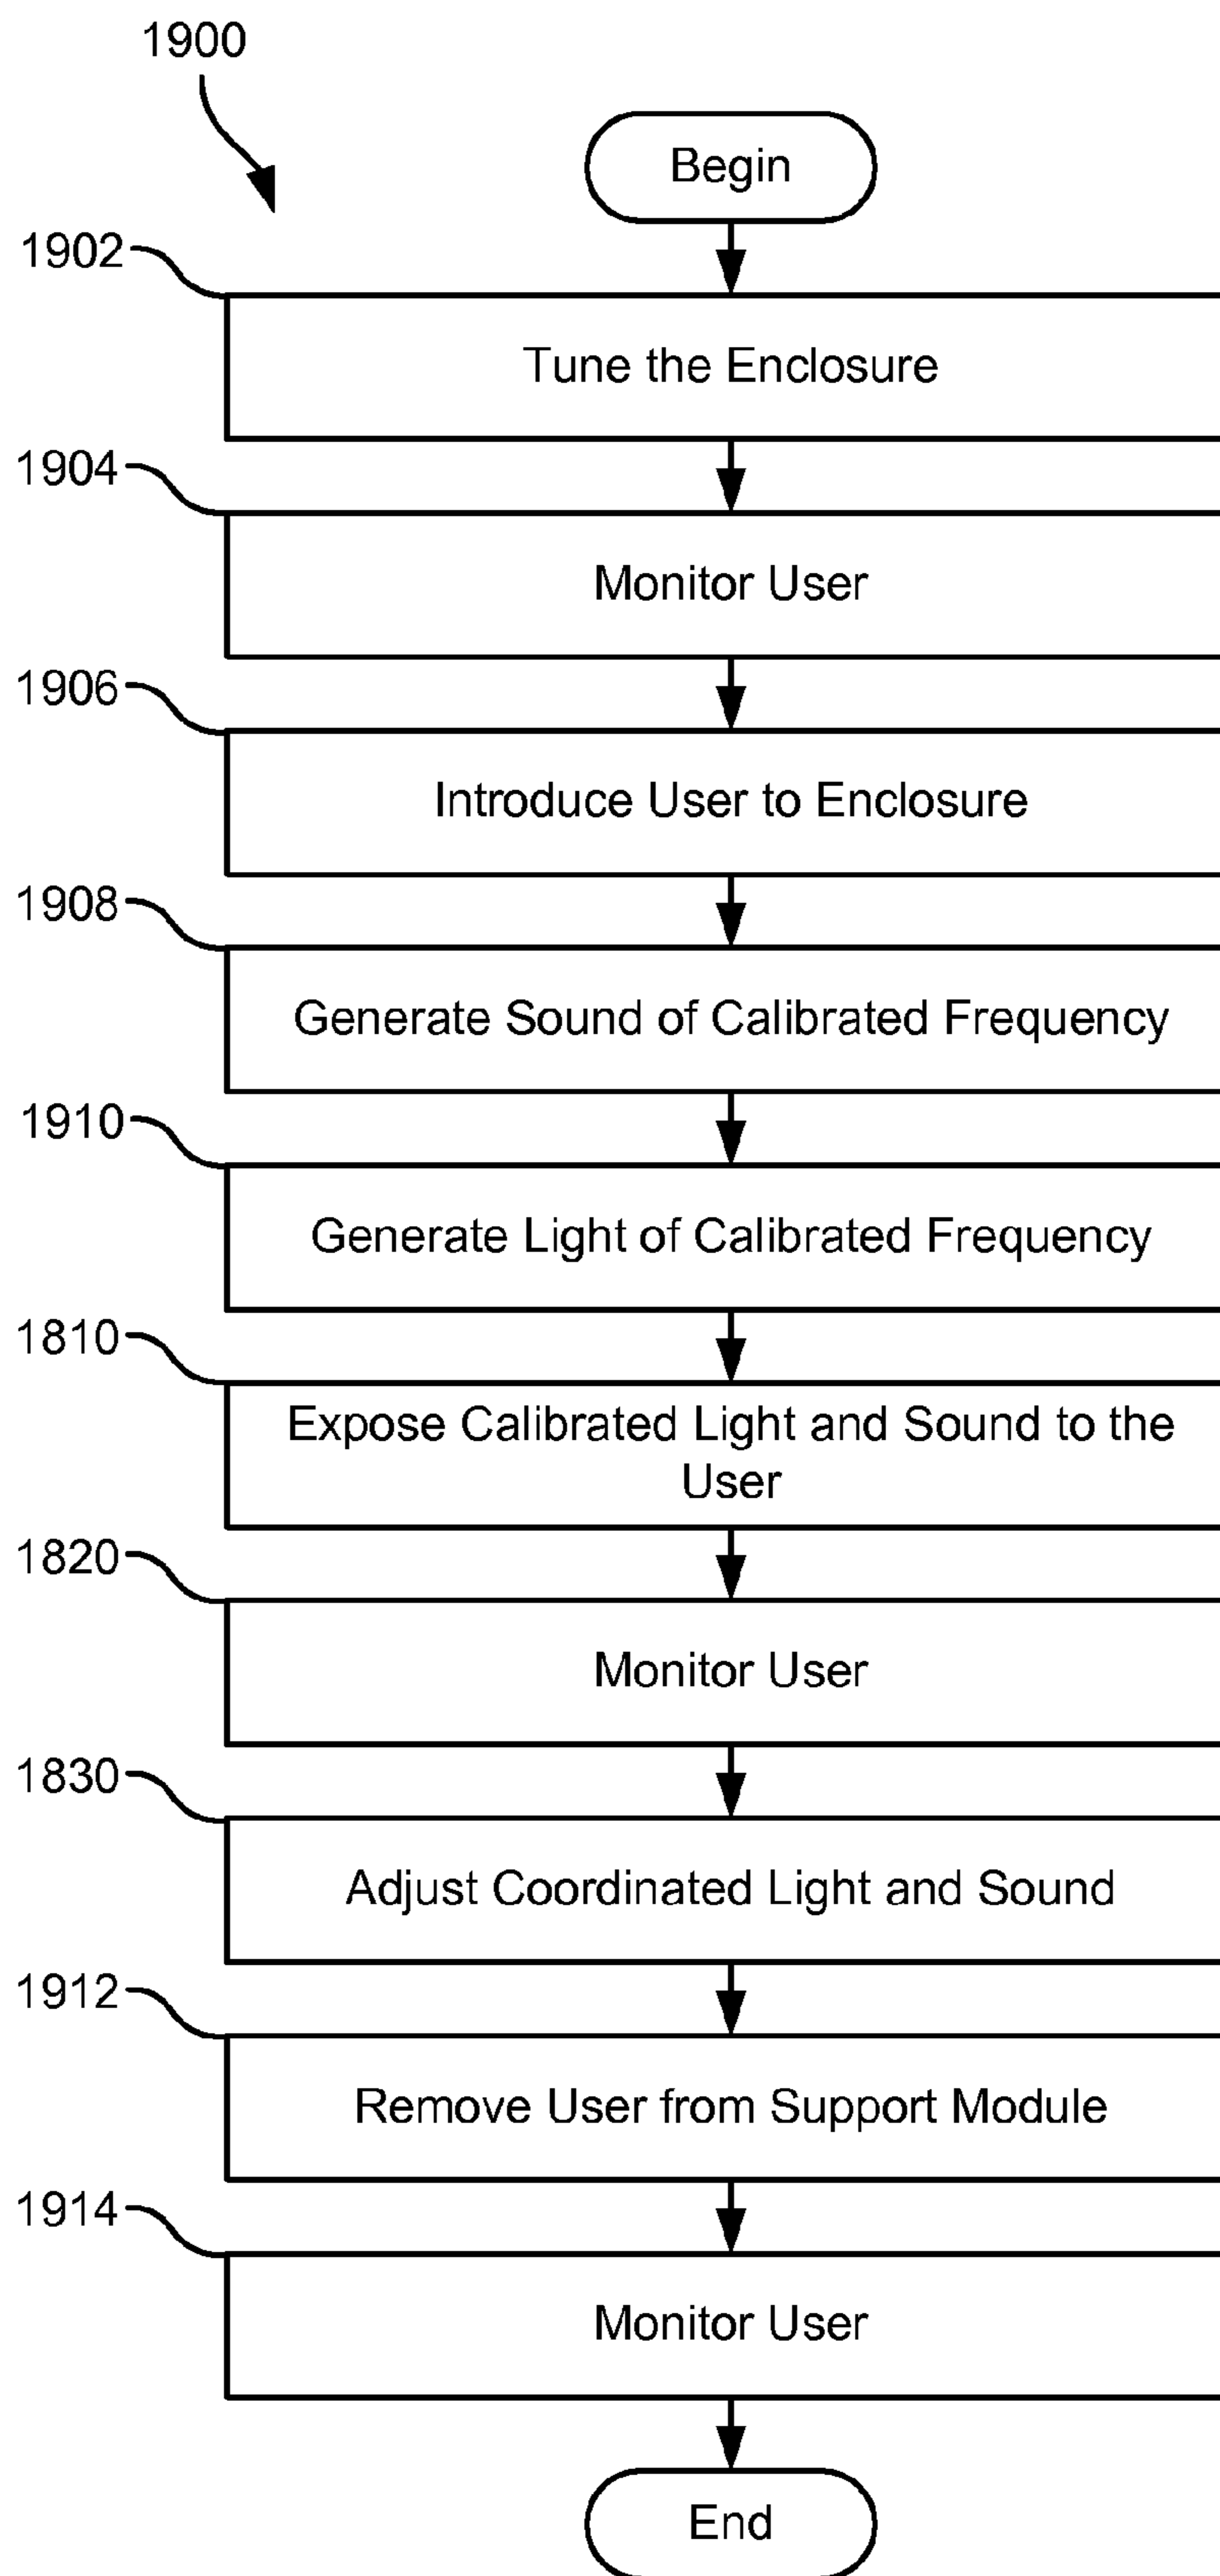 1900
Begin
1902
Tune the Enclosure
1904
Monitor User
1906
Introduce User to Enclosure
1908
Generate Sound of Calibrated Frequency
1910
Generate Light of Calibrated Frequency
1810
Expose Calibrated Light and Sound to the
User
1820
Monitor User
1830
Adjust Coordinated Light and Sound
1912
Remove User from Support Module
1914
Monitor User
End